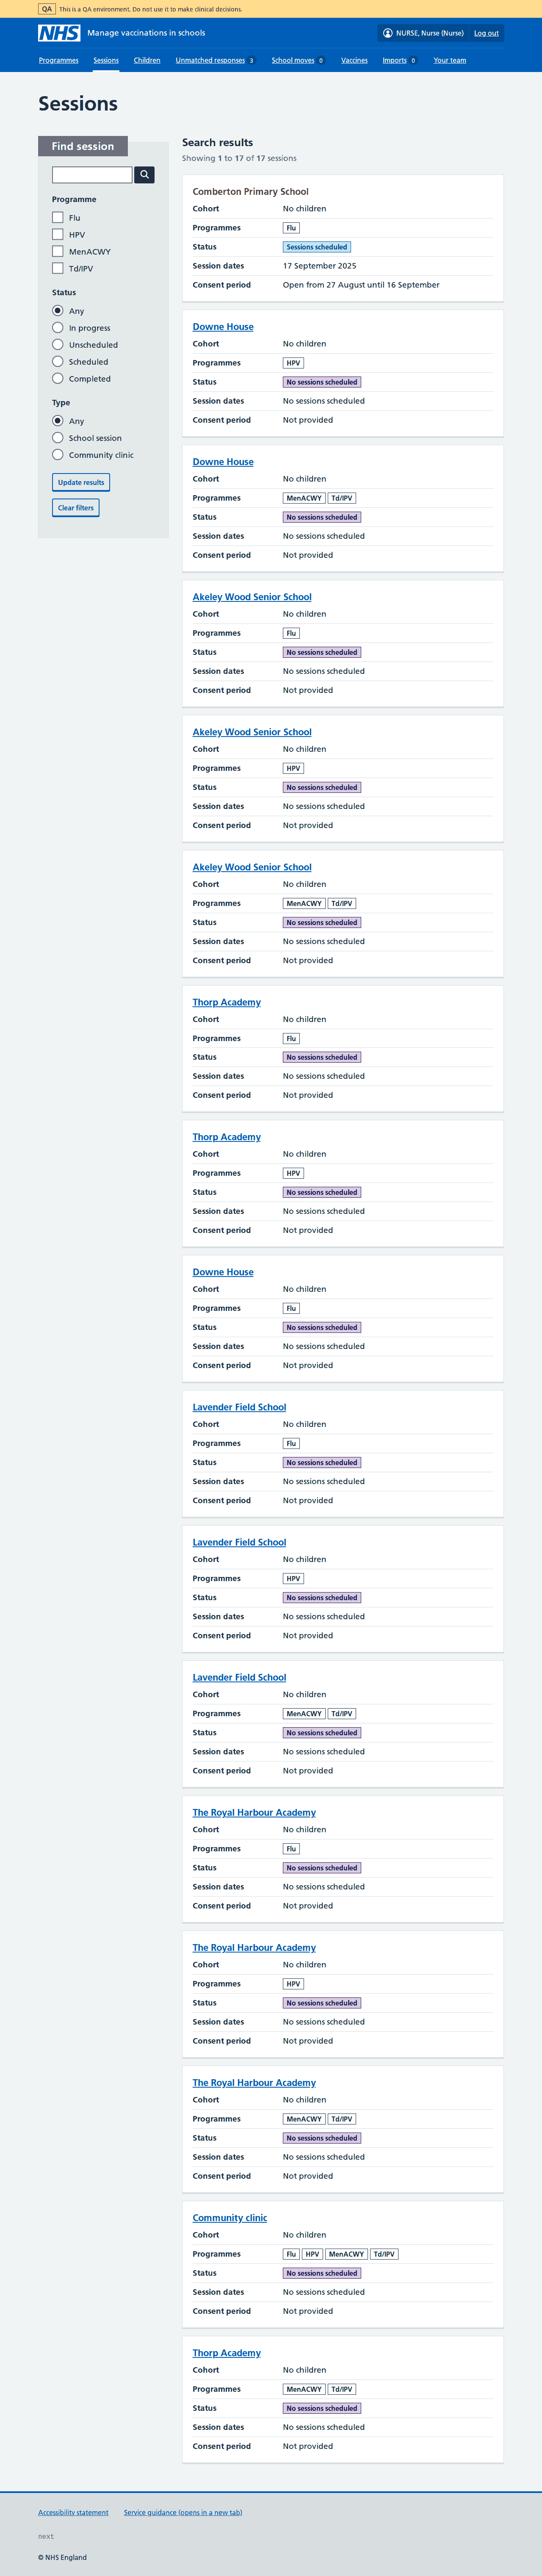 QA This is a QA environment. Do not use it to make clinical decisions.
NHS Manage vaccinations in schools
NURSE, Nurse (Nurse) Log out
Programmes Sessions Children Unmatched responses 3 School moves 0 Vaccines Imports 0 Your team
Sessions
Find session
Programme
Flu
HPV
MenACWY
Td/IPV
Status
Any
In progress
Unscheduled
Scheduled
Completed
Type
Any
School session
Community clinic
Update results
Clear filters
Search results
Showing 1 to 17 of 17 sessions
Comberton Primary School
Cohort No children
Programmes Flu
Status Sessions scheduled
Session dates 17 September 2025
Consent period Open from 27 August until 16 September
Downe House
Cohort No children
Programmes HPV
Status No sessions scheduled
Session dates No sessions scheduled
Consent period Not provided
Downe House
Cohort No children
Programmes MenACWY Td/IPV
Status No sessions scheduled
Session dates No sessions scheduled
Consent period Not provided
Akeley Wood Senior School
Cohort No children
Programmes Flu
Status No sessions scheduled
Session dates No sessions scheduled
Consent period Not provided
Akeley Wood Senior School
Cohort No children
Programmes HPV
Status No sessions scheduled
Session dates No sessions scheduled
Consent period Not provided
Akeley Wood Senior School
Cohort No children
Programmes MenACWY Td/IPV
Status No sessions scheduled
Session dates No sessions scheduled
Consent period Not provided
Thorp Academy
Cohort No children
Programmes Flu
Status No sessions scheduled
Session dates No sessions scheduled
Consent period Not provided
Thorp Academy
Cohort No children
Programmes HPV
Status No sessions scheduled
Session dates No sessions scheduled
Consent period Not provided
Downe House
Cohort No children
Programmes Flu
Status No sessions scheduled
Session dates No sessions scheduled
Consent period Not provided
Lavender Field School
Cohort No children
Programmes Flu
Status No sessions scheduled
Session dates No sessions scheduled
Consent period Not provided
Lavender Field School
Cohort No children
Programmes HPV
Status No sessions scheduled
Session dates No sessions scheduled
Consent period Not provided
Lavender Field School
Cohort No children
Programmes MenACWY Td/IPV
Status No sessions scheduled
Session dates No sessions scheduled
Consent period Not provided
The Royal Harbour Academy
Cohort No children
Programmes Flu
Status No sessions scheduled
Session dates No sessions scheduled
Consent period Not provided
The Royal Harbour Academy
Cohort No children
Programmes HPV
Status No sessions scheduled
Session dates No sessions scheduled
Consent period Not provided
The Royal Harbour Academy
Cohort No children
Programmes MenACWY Td/IPV
Status No sessions scheduled
Session dates No sessions scheduled
Consent period Not provided
Community clinic
Cohort No children
Programmes Flu HPV MenACWY Td/IPV
Status No sessions scheduled
Session dates No sessions scheduled
Consent period Not provided
Thorp Academy
Cohort No children
Programmes MenACWY Td/IPV
Status No sessions scheduled
Session dates No sessions scheduled
Consent period Not provided
Accessibility statement Service guidance (opens in a new tab)
next
© NHS England